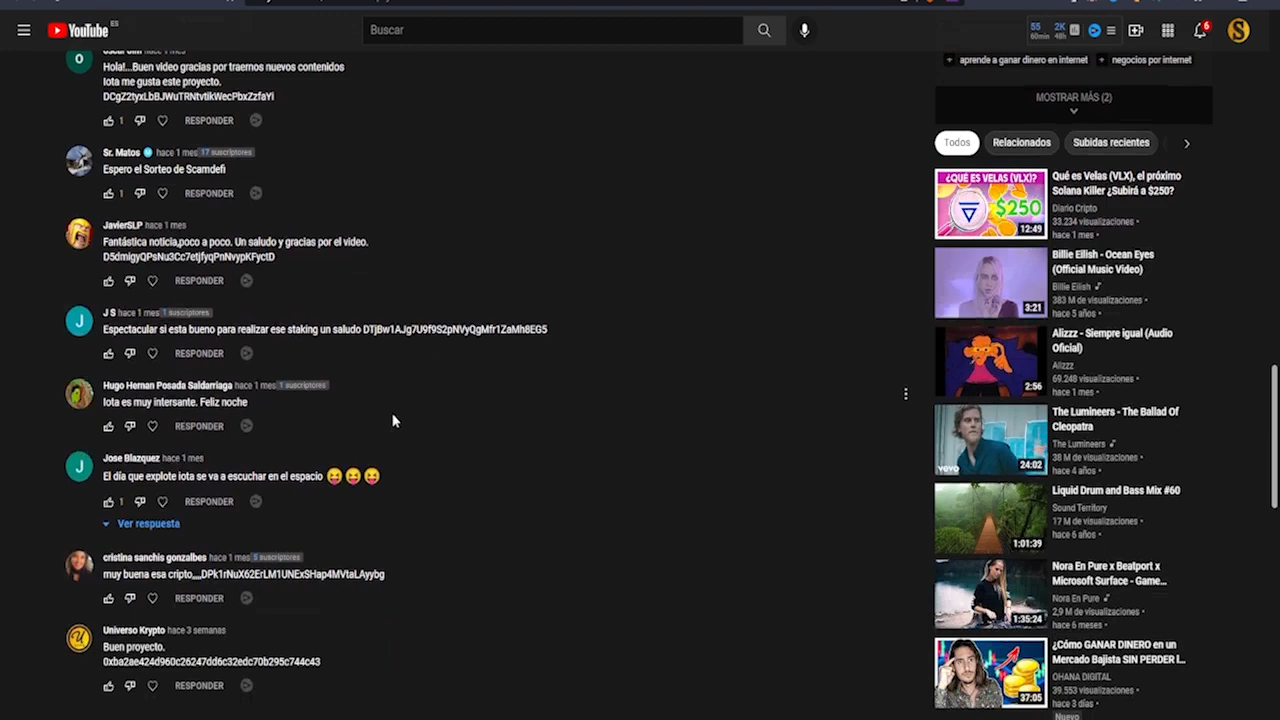 YouTube ES
Buscar
55
60min
2K
48h
6
Oscar Gim hace 1 mes
Hola!...Buen video gracias por traernos nuevos contenidos
Iota me gusta este proyecto.
DCgZ2tyxLbBJWuTRNtvtikWecPbxZzfaYi
1
RESPONDER
Sr. Matos hace 1 mes 17 suscriptores
Espero el Sorteo de Scamdefi
1
RESPONDER
JavierSLP hace 1 mes
Fantástica noticia,poco a poco. Un saludo y gracias por el video.
D5dmigyQPsNu3Cc7etjfyqPnNvypKFyctD
RESPONDER
J S hace 1 mes 1 suscriptores
Espectacular si esta bueno para realizar ese staking un saludo DTjBw1AJg7U9f9S2pNVyQgMfr1ZaMh8EG5
RESPONDER
Hugo Hernan Posada Saldarriaga hace 1 mes 1 suscriptores
Iota es muy intersante. Feliz noche
RESPONDER
Jose Blazquez hace 1 mes
El día que explote iota se va a escuchar en el espacio 😝😝😝
1
RESPONDER
Ver respuesta
cristina sanchis gonzalbes hace 1 mes 5 suscriptores
muy buena esa cripto,,,,DPk1rNuX62ErLM1UNExSHap4MVtaLAyybg
RESPONDER
Universo Krypto hace 3 semanas
Buen proyecto.
0xba2ae424d960c26247dd6c32edc70b295c744c43
RESPONDER
+ aprende a ganar dinero en internet + negocios por internet
MOSTRAR MÁS (2)
Todos
Relacionados
Subidas recientes
¿QUÉ ES VELAS (VLX)?
$250
12:49
Qué es Velas (VLX), el próximo
Solana Killer ¿Subirá a $250?
Diario Cripto
33.234 visualizaciones •
hace 1 mes •
3:21
Billie Eilish - Ocean Eyes
(Official Music Video)
Billie Eilish
383 M de visualizaciones •
hace 5 años •
2:56
Alizzz - Siempre igual (Audio
Oficial)
Alizzz
69.248 visualizaciones •
hace 1 mes •
vevo
24:02
The Lumineers - The Ballad Of
Cleopatra
The Lumineers
38 M de visualizaciones •
hace 4 años •
1:01:39
Liquid Drum and Bass Mix #60
Sound Territory
17 M de visualizaciones •
hace 6 años •
1:35:24
Nora En Pure x Beatport x
Microsoft Surface - Game...
Nora En Pure
2,9 M de visualizaciones •
hace 6 meses •
37:05
¿Cómo GANAR DINERO en un
Mercado Bajista SIN PERDER l...
OHANA DIGITAL
39.553 visualizaciones •
hace 3 días •
Nuevo